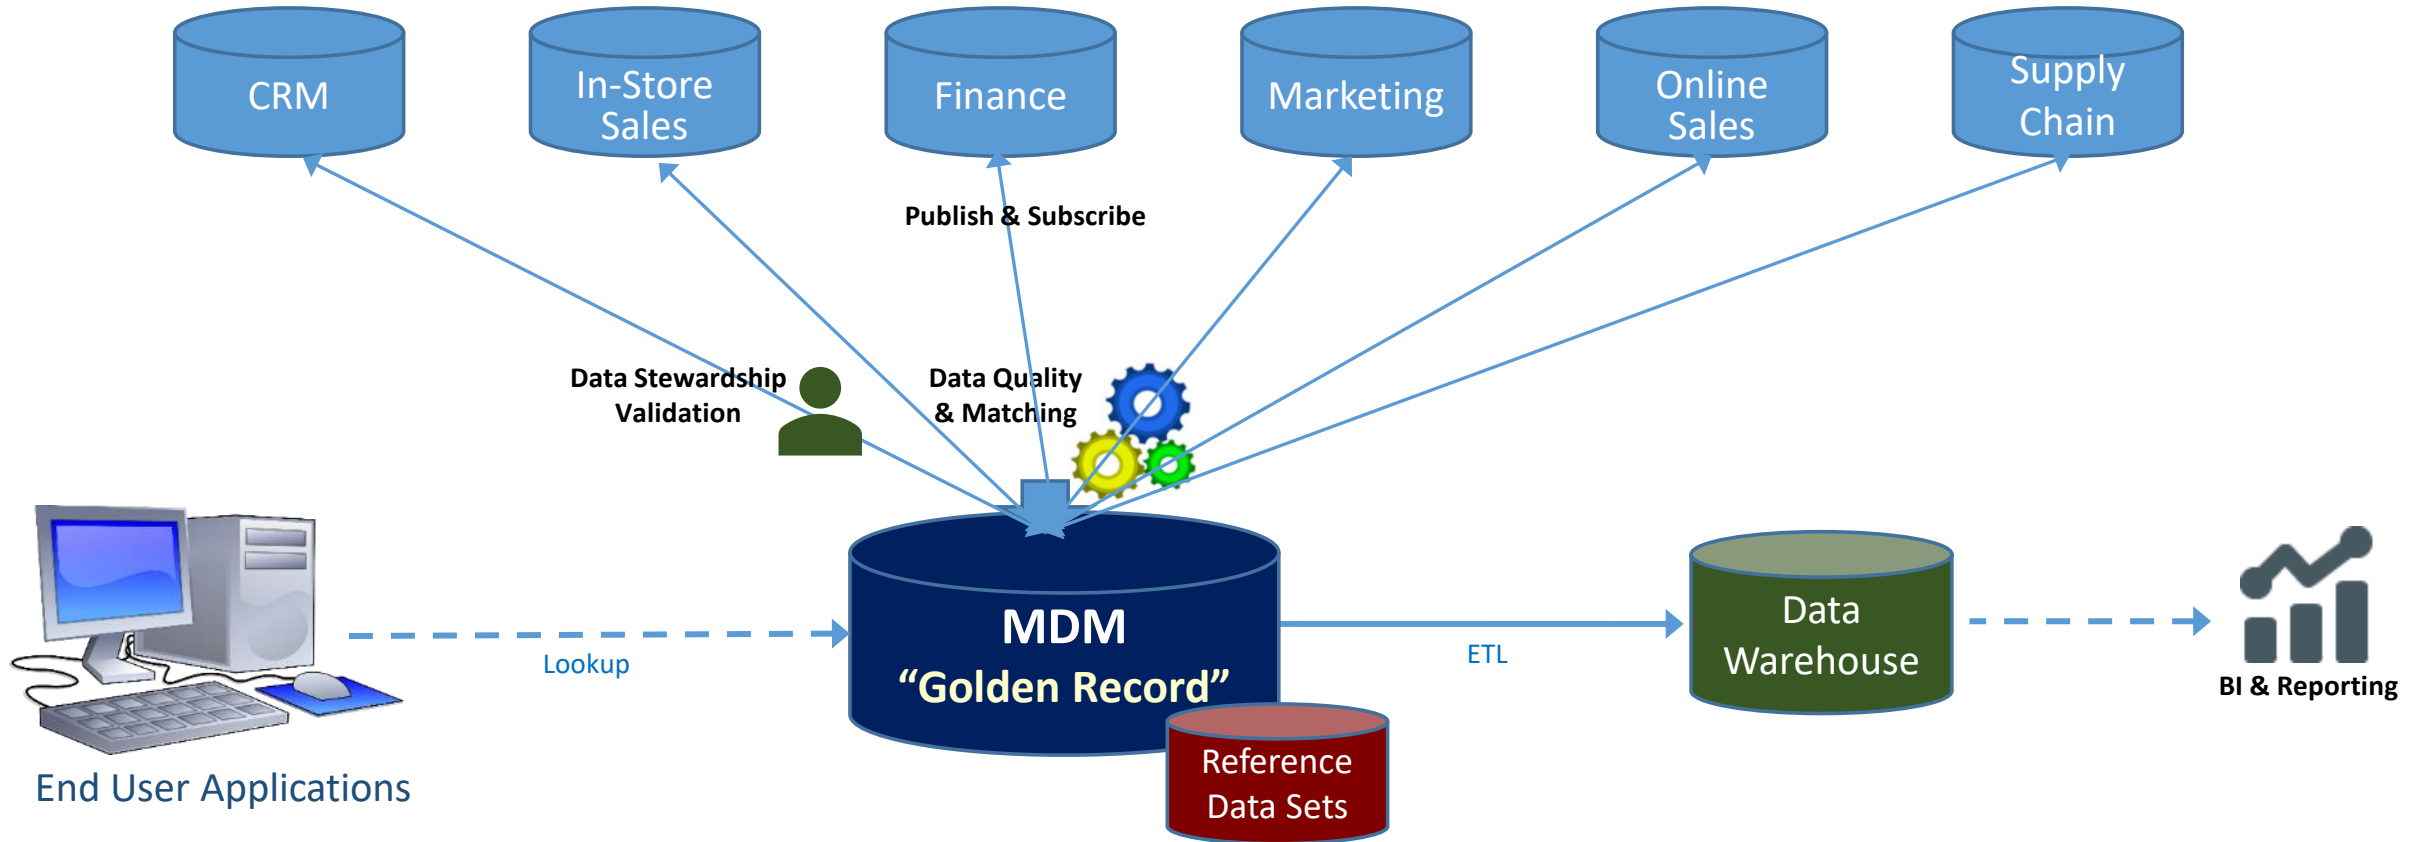 CRM
In-Store
Sales
Finance
Marketing
Online
Sales
Supply
Chain
Publish & Subscribe
Data Stewardship
Validation
Data Quality
& Matching
MDM
“Golden Record”
Lookup
ETL
Data
Warehouse
BI & Reporting
Reference
Data Sets
End User Applications